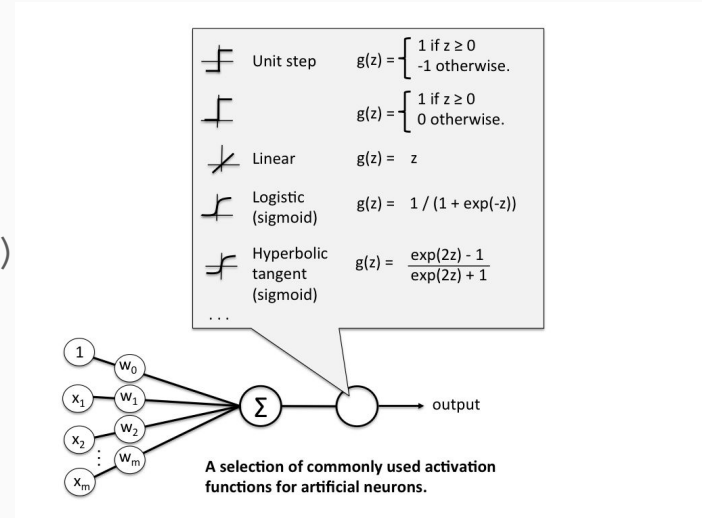 Unit step g(z) = { 1 if z ≥ 0
-1 otherwise.
g(z) = { 1 if z ≥ 0
0 otherwise.
Linear g(z) = z
Logistic
(sigmoid) g(z) = 1 / (1 + exp(-z))
Hyperbolic
tangent
(sigmoid) g(z) = exp(2z) - 1
exp(2z) + 1
. . .
)
1
w0
x1 w1
x2 w2
⋮
xm wm
Σ
output
A selection of commonly used activation
functions for artificial neurons.